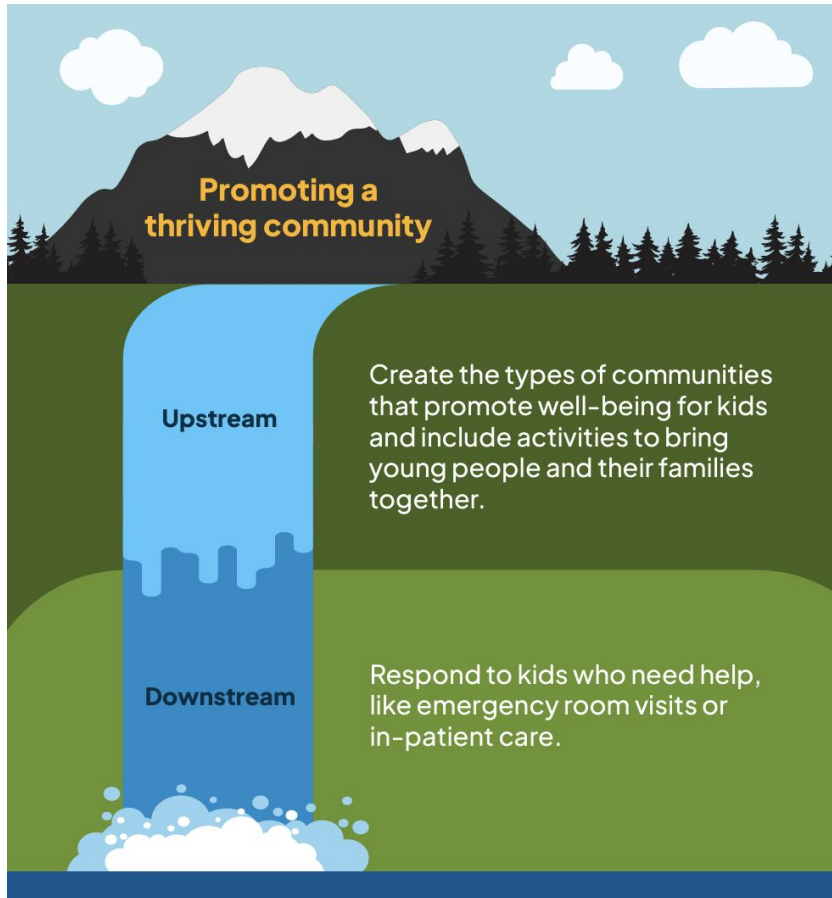 Promoting a
thriving community
Upstream
Create the types of communities
that promote well-being for kids
and include activities to bring
young people and their families
together.
Downstream
Respond to kids who need help,
like emergency room visits or
in-patient care.